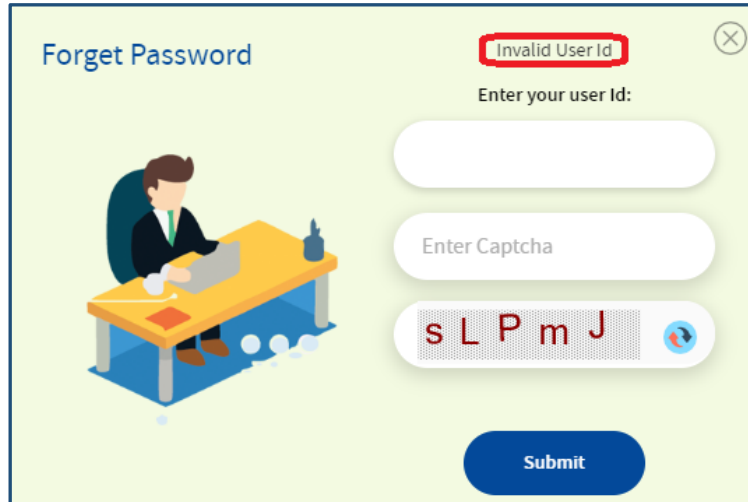 Forget Password
Invalid User Id
Enter your user Id:
Enter Captcha
s L P m J
Submit